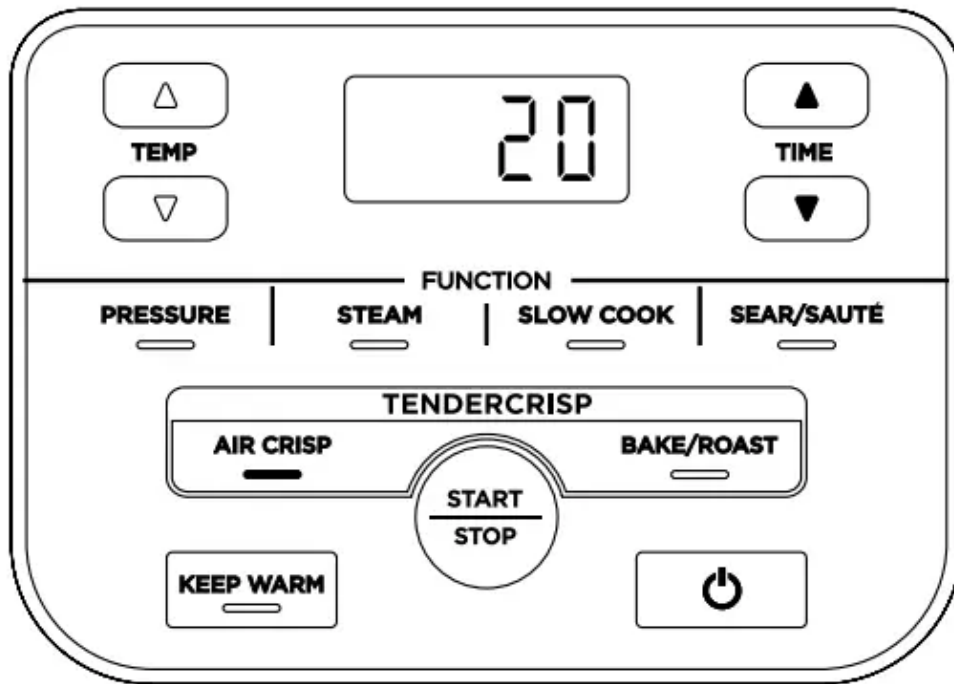 20
TEMP
TIME
FUNCTION
PRESSURE
STEAM
SLOW COOK
SEAR/SAUTÉ
TENDERCRISP
AIR CRISP
BAKE/ROAST
START
STOP
KEEP WARM